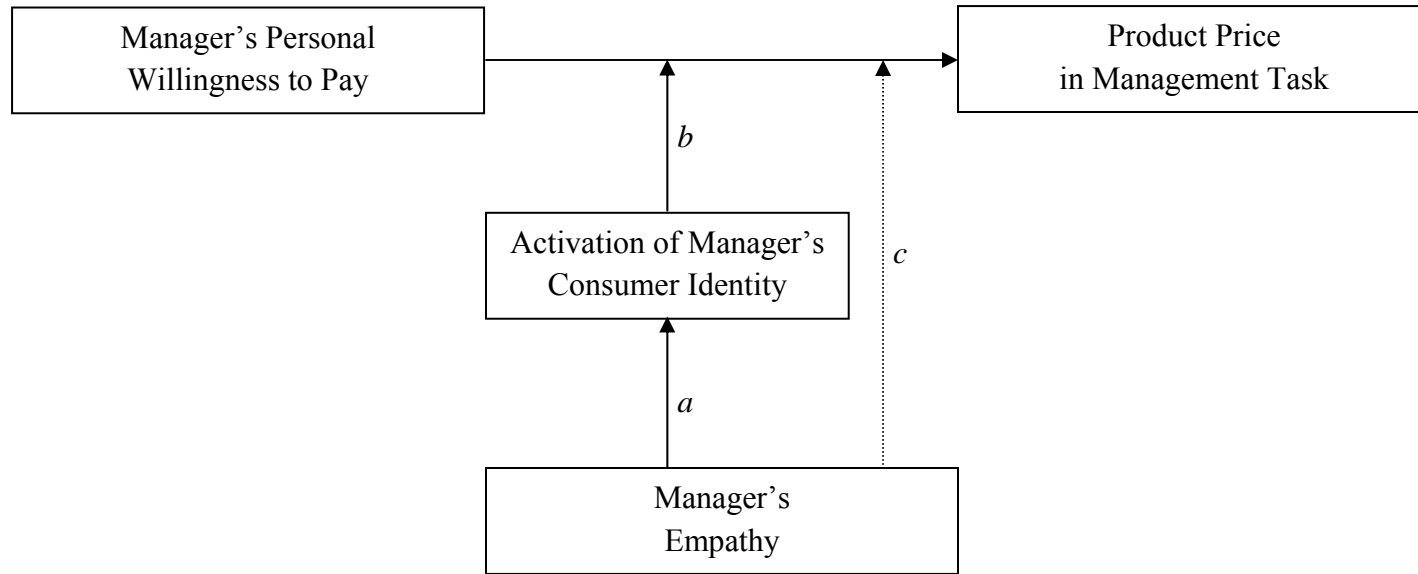 Manager’s Personal
Willingness to Pay
Product Price
in Management Task
b
Activation of Manager’s
Consumer Identity
c
a
Manager’s
Empathy